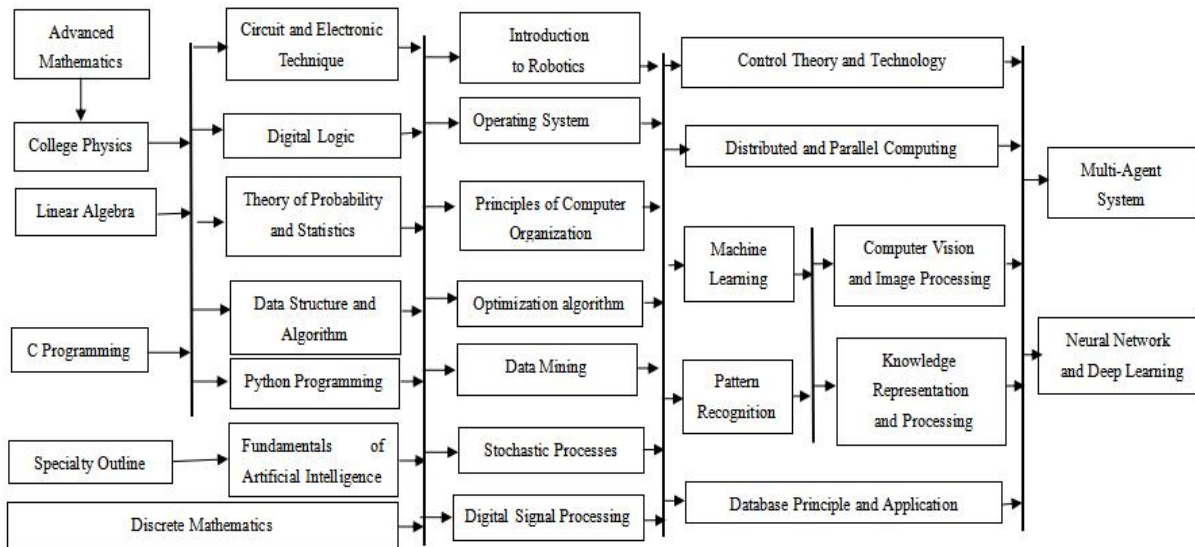 Advanced
Mathematics
College Physics
Linear Algebra
C Programming
Specialty Outline
Discrete Mathematics
Circuit and Electronic
Technique
Digital Logic
Theory of Probability
and Statistics
Data Structure and
Algorithm
Python Programming
Fundamentals of
Artificial Intelligence
Introduction
to Robotics
Operating System
Principles of Computer
Organization
Optimization algorithm
Data Mining
Stochastic Processes
Digital Signal Processing
Control Theory and Technology
Distributed and Parallel Computing
Machine
Learning
Pattern
Recognition
Computer Vision
and Image Processing
Knowledge
Representation
and Processing
Database Principle and Application
Multi-Agent
System
Neural Network
and Deep Learning